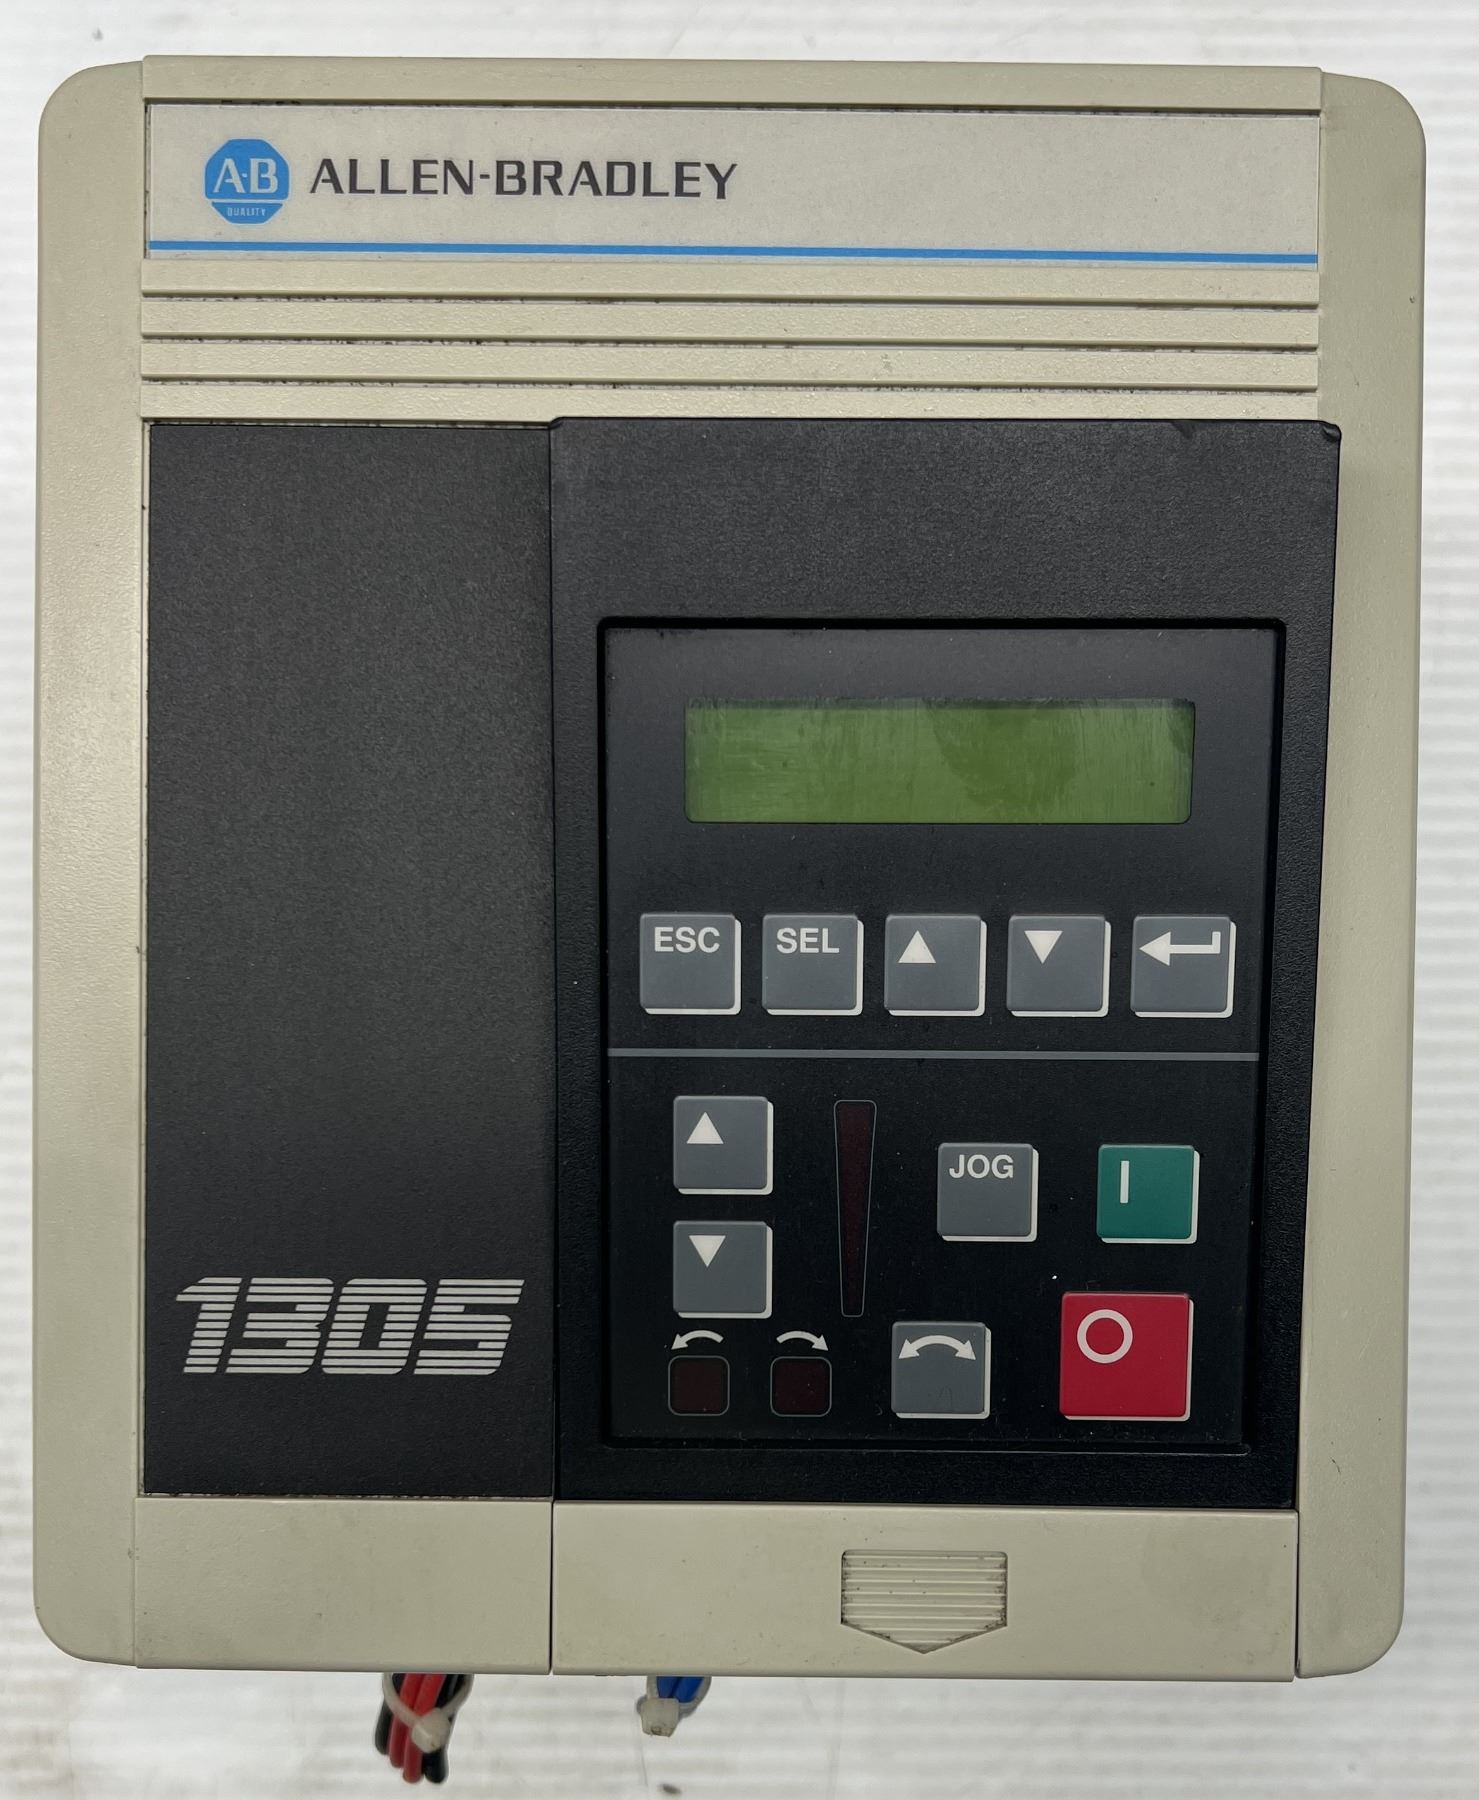 A-B
QUALITY
ALLEN-BRADLEY
ESC
SEL
JOG
1305